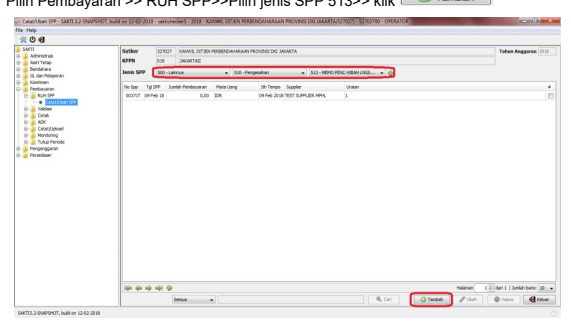 Pilih Pembayaran >> RUH SPP>>Pilih jenis SPP 513>> klik
Catat/Ubah SPP - SAKTI 3.2-SNAPSHOT, build on 12-02-2018 - saktichecker5 - 2018 - KANWIL DITJEN PERBENDAHARAAN PROVINSI DKI JAKARTA(527027) - 52702700 - OPERATOR
File Help
SAKTI
Administrasi
Aset Tetap
Bendahara
GL dan Pelaporan
Komitmen
Pembayaran
RUH SPP
Catat/Ubah SPP
Validasi
Cetak
ADK
Catat/Upload
Monitoring
Tutup Periode
Penganggaran
Persediaan
Satker 527027 KANWIL DITJEN PERBENDAHARAAN PROVINSI DKI JAKARTA Tahun Anggaran 2018
KPPN 019 JAKARTA II
Jenis SPP 500 - Lainnya 510 - Pengesahan 513 - MEMO PENC HIBAH LNGS...
No Spp Tgl SPP Jumlah Pembayaran Mata Uang Jth Tempo Supplier Uraian #
00371T 09 Feb 18 0,00 IDR 09 Feb 2018 TEST SUPPLIER MPHL 1
Halaman 1 dari 1 | Jumlah baris: 10
Semua Cari Tambah Ubah Hapus Keluar
SAKTI3.2-SNAPSHOT, build on 12-02-2018